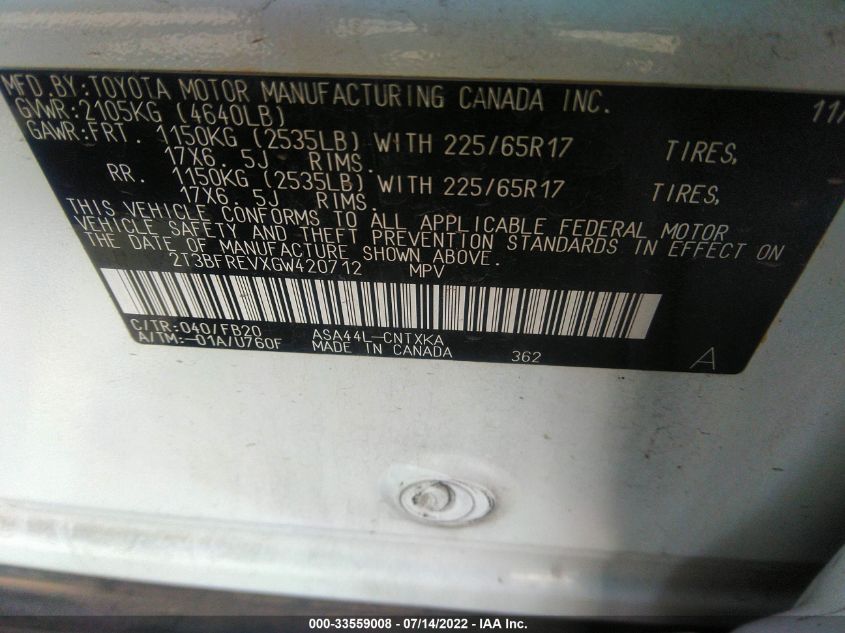 MFD.BY:TOYOTA MOTOR MANUFACTURING CANADA INC. 11/
GVWR:2105KG (4640LB)
GAWR:FRT. 1150KG (2535LB) WITH 225/65R17 TIRES,
17X6. 5J RIMS.
RR. 1150KG (2535LB) WITH 225/65R17 TIRES,
17X6. 5J RIMS.
THIS VEHICLE CONFORMS TO ALL APPLICABLE FEDERAL MOTOR
VEHICLE SAFETY AND THEFT PREVENTION STANDARDS IN EFFECT ON
THE DATE OF MANUFACTURE SHOWN ABOVE.
2T3BFREVXGW420712 MPV
C/TR:040/FB20 ASA44L-CNTXKA
A/TM:-01A/U760F MADE IN CANADA 362 A
000-33559008 - 07/14/2022 - IAA Inc.